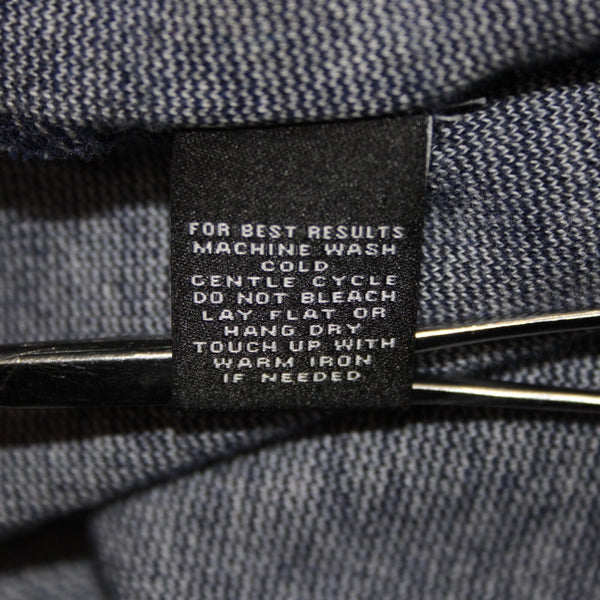 FOR BEST RESULTS
MACHINE WASH
COLD
GENTLE CYCLE
DO NOT BLEACH
LAY FLAT OR
HANG DRY
TOUCH UP WITH
WARM IRON
IF NEEDED